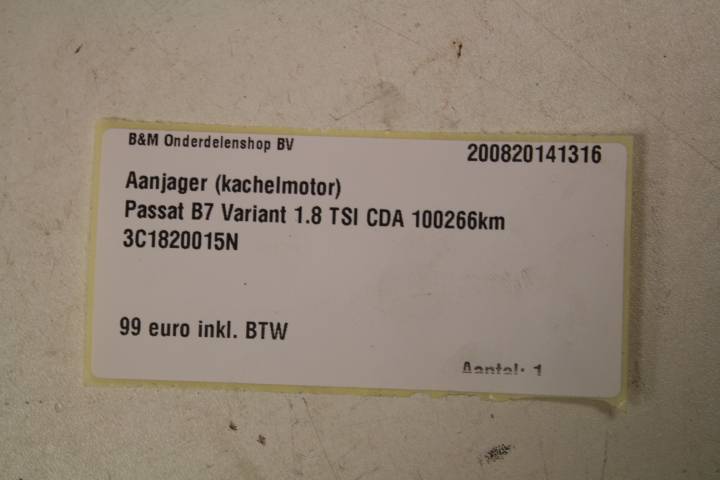 B&M Onderdelenshop BV
200820141316
Aanjager (kachelmotor)
Passat B7 Variant 1.8 TSI CDA 100266km
3C1820015N
99 euro inkl. BTW
Aantal: 1